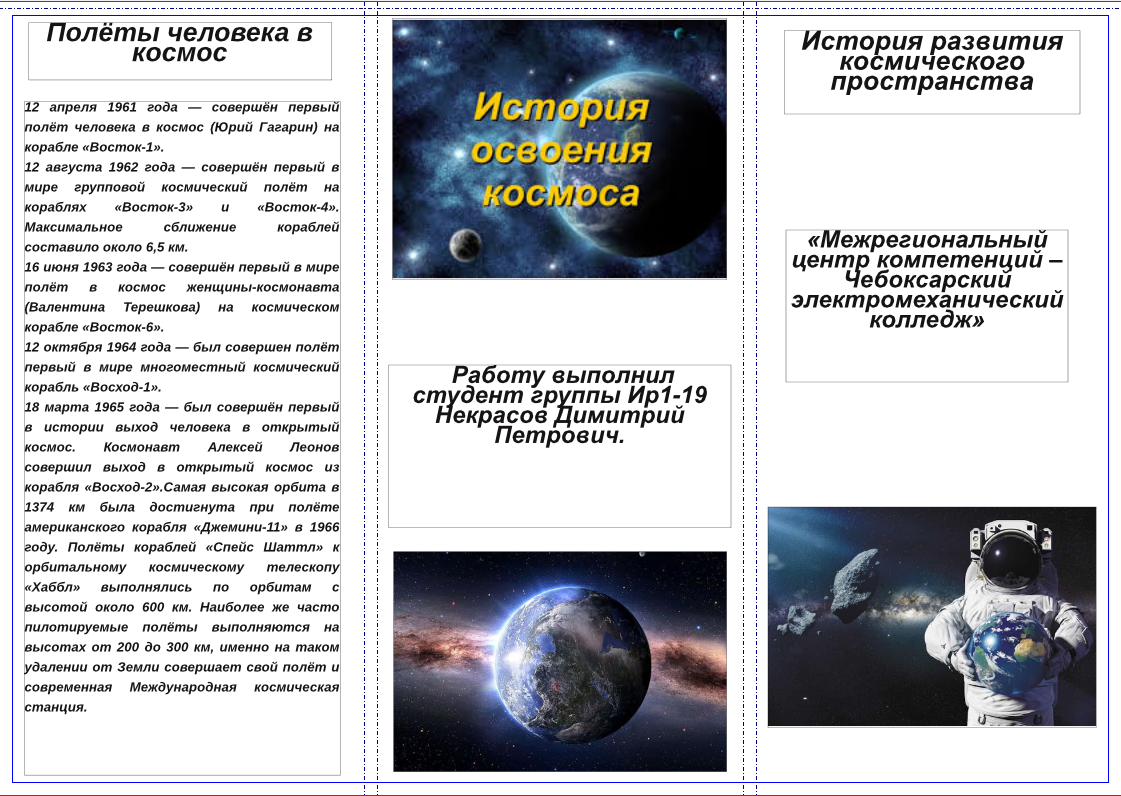 Полёты человека в
космос
12 апреля 1961 года — совершён первый
полёт человека в космос (Юрий Гагарин) на
корабле «Восток-1».
12 августа 1962 года — совершён первый в
мире групповой космический полёт на
кораблях «Восток-3» и «Восток-4».
Максимальное сближение кораблей
составило около 6,5 км.
16 июня 1963 года — совершён первый в мире
полёт в космос женщины-космонавта
(Валентина Терешкова) на космическом
корабле «Восток-6».
12 октября 1964 года — был совершен полёт
первый в мире многоместный космический
корабль «Восход-1».
18 марта 1965 года — был совершён первый
в истории выход человека в открытый
космос. Космонавт Алексей Леонов
совершил выход в открытый космос из
корабля «Восход-2».Самая высокая орбита в
1374 км была достигнута при полёте
американского корабля «Джемини-11» в 1966
году. Полёты кораблей «Спейс Шаттл» к
орбитальному космическому телескопу
«Хаббл» выполнялись по орбитам с
высотой около 600 км. Наиболее же часто
пилотируемые полёты выполняются на
высотах от 200 до 300 км, именно на таком
удалении от Земли совершает свой полёт и
современная Международная космическая
станция.
История
освоения
космоса
Работу выполнил
студент группы Ир1-19
Некрасов Димитрий
Петрович.
История развития
космического
пространства
«Межрегиональный
центр компетенций –
Чебоксарский
электромеханический
колледж»